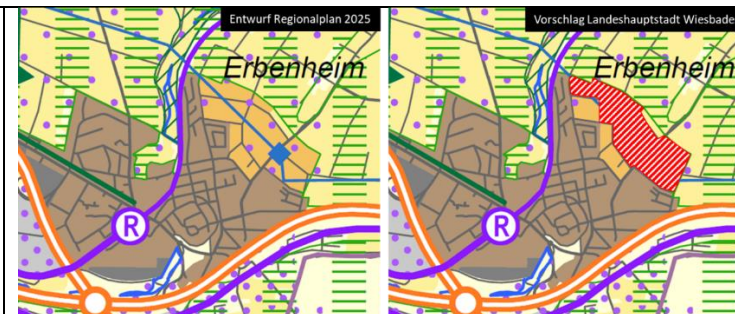 Entwurf Regionalplan 2025
Erbenheim
R
Vorschlag Landeshauptstadt Wiesbade
Erbenheim
R